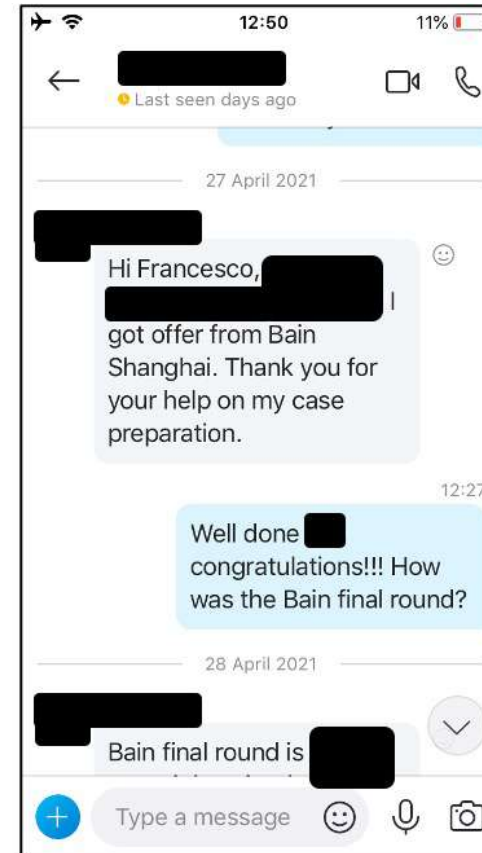 12:50
11%
Last seen days ago
27 April 2021
Hi Francesco,
I
got offer from Bain
Shanghai. Thank you for
your help on my case
preparation.
12:27
Well done
congratulations!!! How
was the Bain final round?
28 April 2021
Bain final round is
Type a message